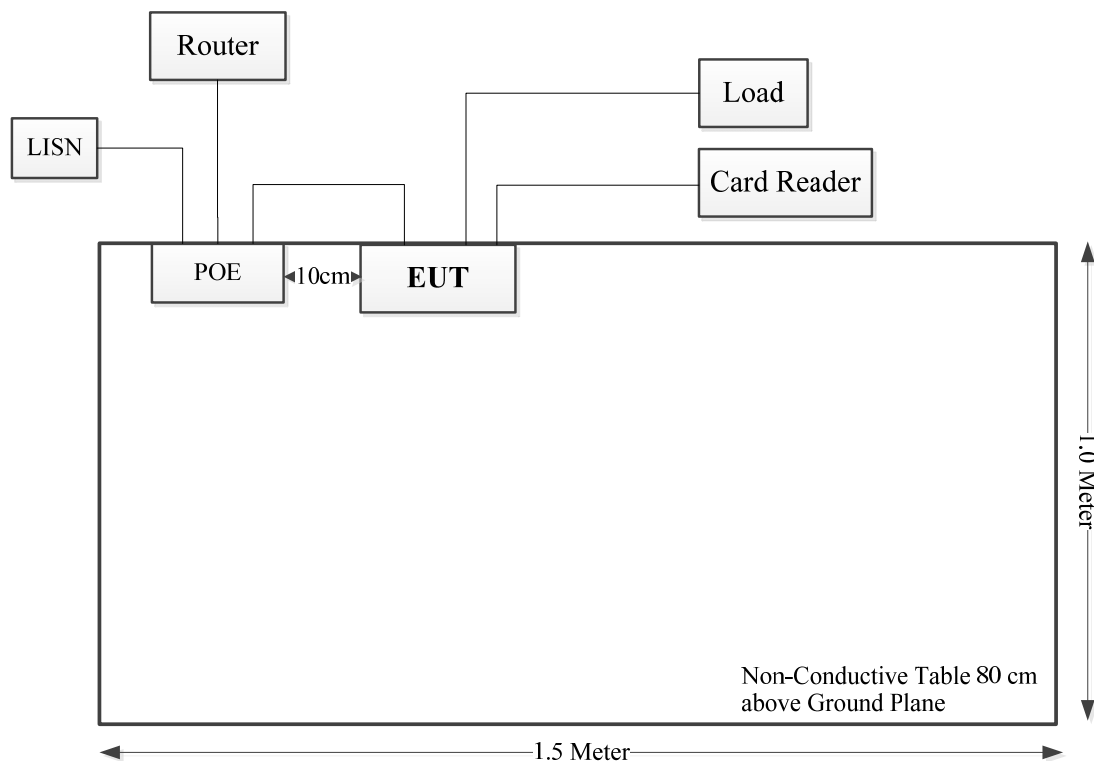 Router
Load
LISN
Card Reader
POE
10cm
EUT
1.0 Meter
Non-Conductive Table 80 cm
above Ground Plane
1.5 Meter